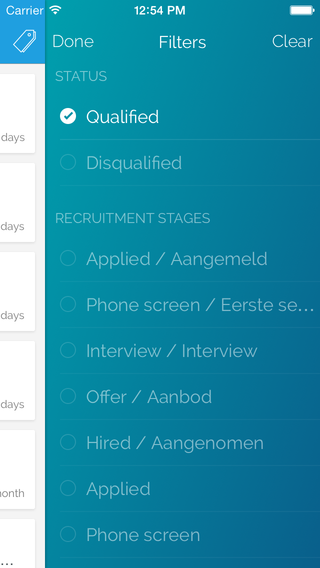 Carrier 12:54 PM
Done Filters Clear
STATUS
Qualified
days
Disqualified
RECRUITMENT STAGES
days
Applied / Aangemeld
Phone screen / Eerste se...
days
Interview / Interview
Offer / Aanbod
days
Hired / Aangenomen
Applied
month
Phone screen
...